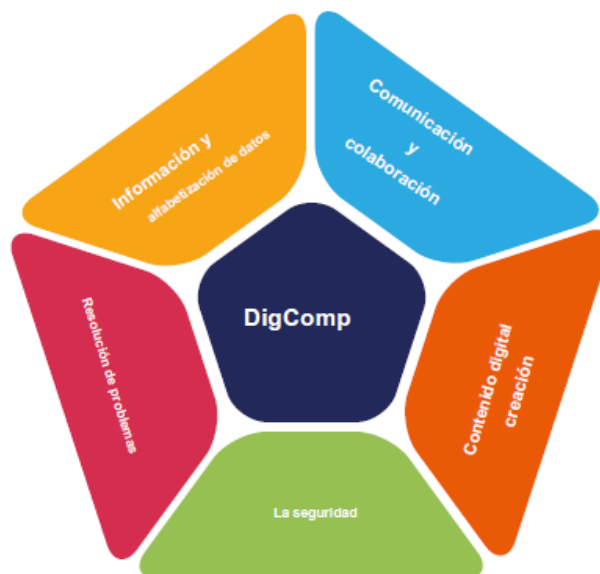 Información y
alfabetización de datos
Comunicación
y
colaboración
DigComp
Contenido digital
creación
Resolución de problemas
La seguridad